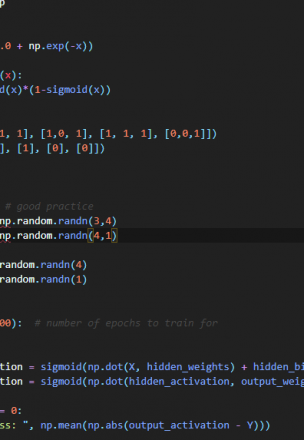 p
.0 + np.exp(-x))
(x):
d(x)*(1-sigmoid(x))
1, 1], [1,0, 1], [1, 1, 1], [0,0,1]])
], [1], [0], [0]])
# good practice
np.random.randn(3,4)
np.random.randn(4,1)
random.randn(4)
random.randn(1)
00): # number of epochs to train for
tion = sigmoid(np.dot(X, hidden_weights) + hidden_bi
tion = sigmoid(np.dot(hidden_activation, output_weig
= 0:
ss: ", np.mean(np.abs(output_activation - Y)))